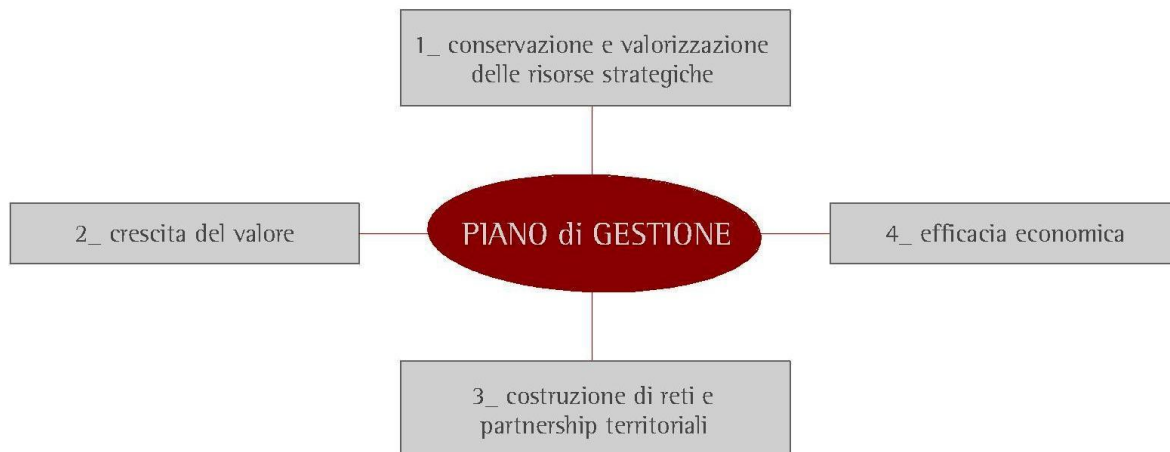 1_ conservazione e valorizzazione
delle risorse strategiche
2_ crescita del valore
PIANO di GESTIONE
4_ efficacia economica
3_ costruzione di reti e
partnership territoriali